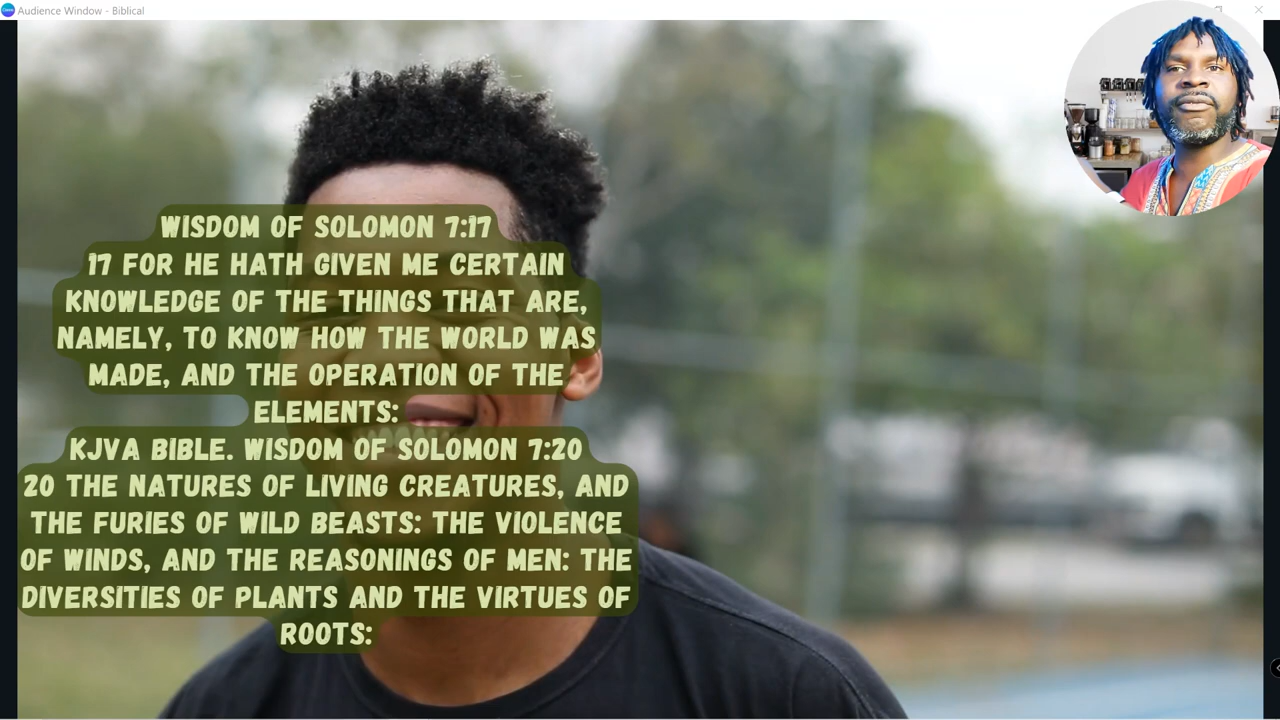 Audience Window - Biblical
WISDOM OF SOLOMON 7:17
17 FOR HE HATH GIVEN ME CERTAIN
KNOWLEDGE OF THE THINGS THAT ARE,
NAMELY, TO KNOW HOW THE WORLD WAS
MADE, AND THE OPERATION OF THE
ELEMENTS:
KJVA BIBLE. WISDOM OF SOLOMON 7:20
20 THE NATURES OF LIVING CREATURES, AND
THE FURIES OF WILD BEASTS: THE VIOLENCE
OF WINDS, AND THE REASONINGS OF MEN: THE
DIVERSITIES OF PLANTS AND THE VIRTUES OF
ROOTS: